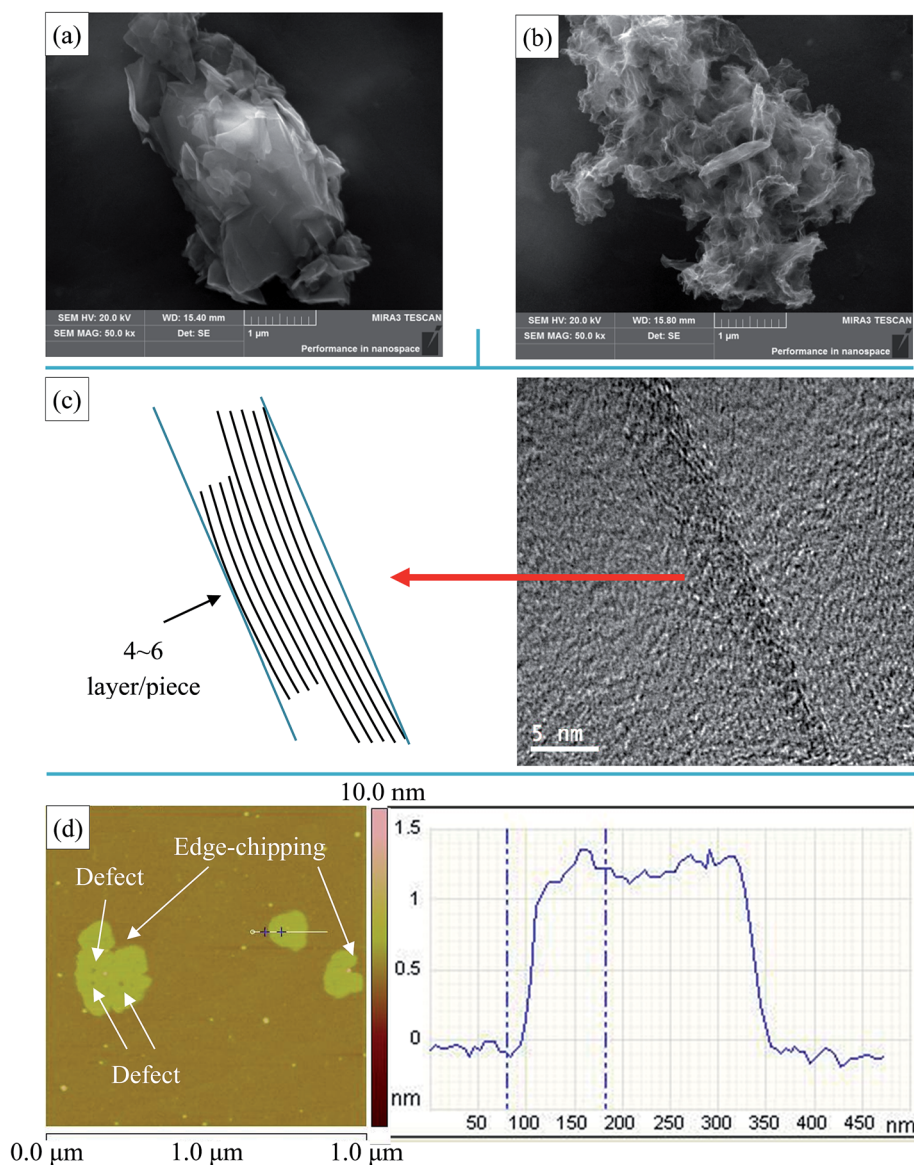 (a)
SEM HV: 20.0 kV
WD: 15.40 mm
MIRA3 TESCAN
SEM MAG: 50.0 kx
Det: SE
1 μm
Performance in nanospace
(b)
SEM HV: 20.0 kV
WD: 15.80 mm
MIRA3 TESCAN
SEM MAG: 50.0 kx
Det: SE
1 μm
Performance in nanospace
(c)
4~6
layer/piece
5 nm
(d)
10.0 nm
Edge-chipping
Defect
Defect
0.0 μm
1.0 μm
1.0 μm
1.5
1
0.5
0
nm
50
100
150
200
250
300
350
400
450
nm